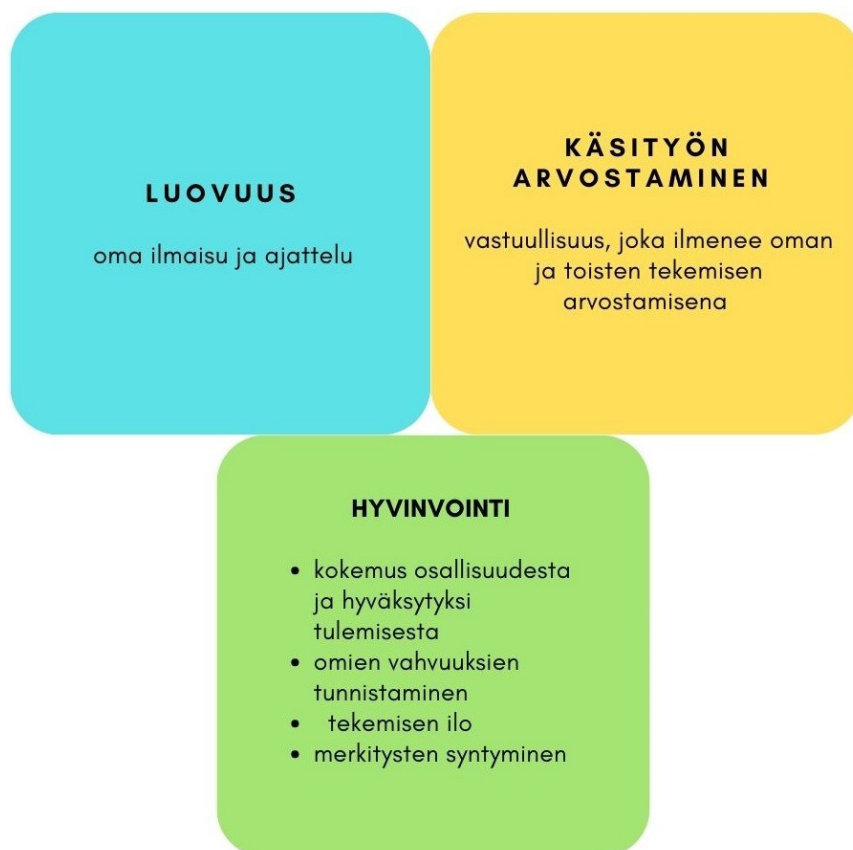 LUOVUUS
oma ilmaisu ja ajattelu
KÄSITYÖN
ARVOSTAMINEN
vastuullisuus, joka ilmenee oman
ja toisten tekemisen
arvostamisena
HYVINVOINTI
• kokemus osallisuudesta
ja hyväksytyksi
tulemisesta
• omien vahvuuksien
tunnistaminen
• tekemisen ilo
• merkitysten syntyminen